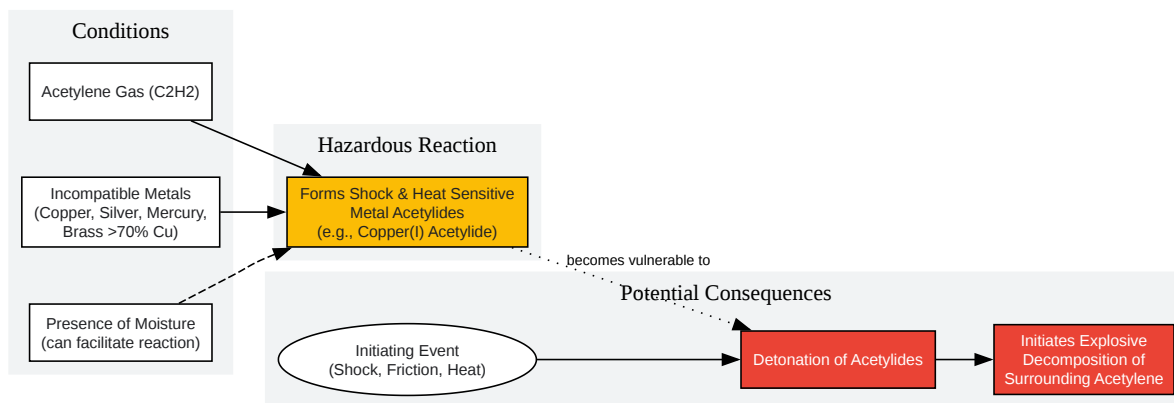 Conditions
Acetylene Gas (C2H2)
Incompatible Metals
(Copper, Silver, Mercury,
Brass >70% Cu)
Presence of Moisture
(can facilitate reaction)
Hazardous Reaction
Forms Shock & Heat Sensitive
Metal Acetylides
(e.g., Copper(I) Acetylide)
becomes vulnerable to
Potential Consequences
Initiating Event
(Shock, Friction, Heat)
Detonation of Acetylides
Initiates Explosive
Decomposition of
Surrounding Acetylene